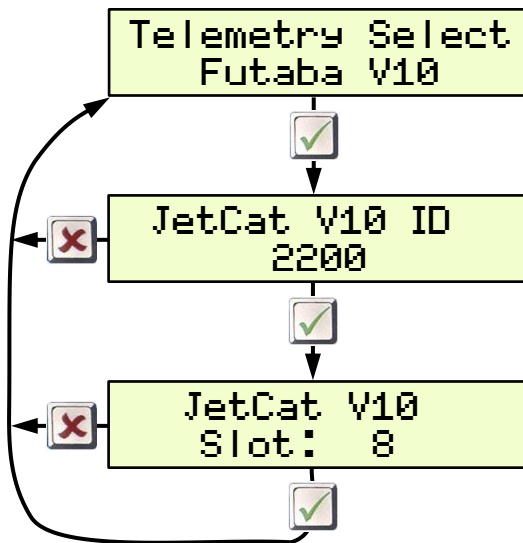 Telemetry Select
Futaba V10
JetCat V10 ID
2200
JetCat V10
Slot: 8